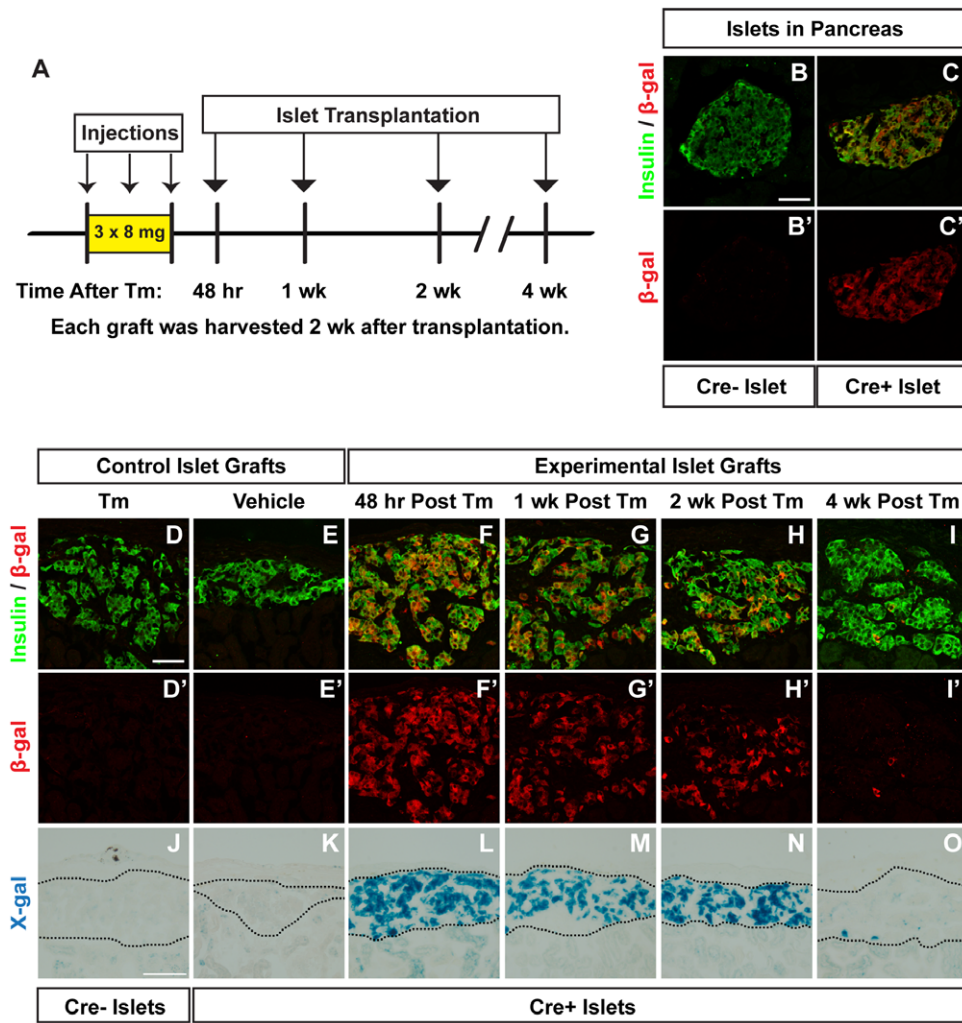 A
Injections
Islet Transplantation
3 x 8 mg
Time After Tm: 48 hr 1 wk 2 wk 4 wk
Each graft was harvested 2 wk after transplantation.
Islets in Pancreas
Insulin / β-gal
B C
β-gal
B' C'
Cre- Islet Cre+ Islet
Control Islet Grafts Experimental Islet Grafts
Tm Vehicle 48 hr Post Tm 1 wk Post Tm 2 wk Post Tm 4 wk Post Tm
Insulin / β-gal
D E F G H I
β-gal
D' E' F' G' H' I'
X-gal
J K L M N O
Cre- Islets Cre+ Islets